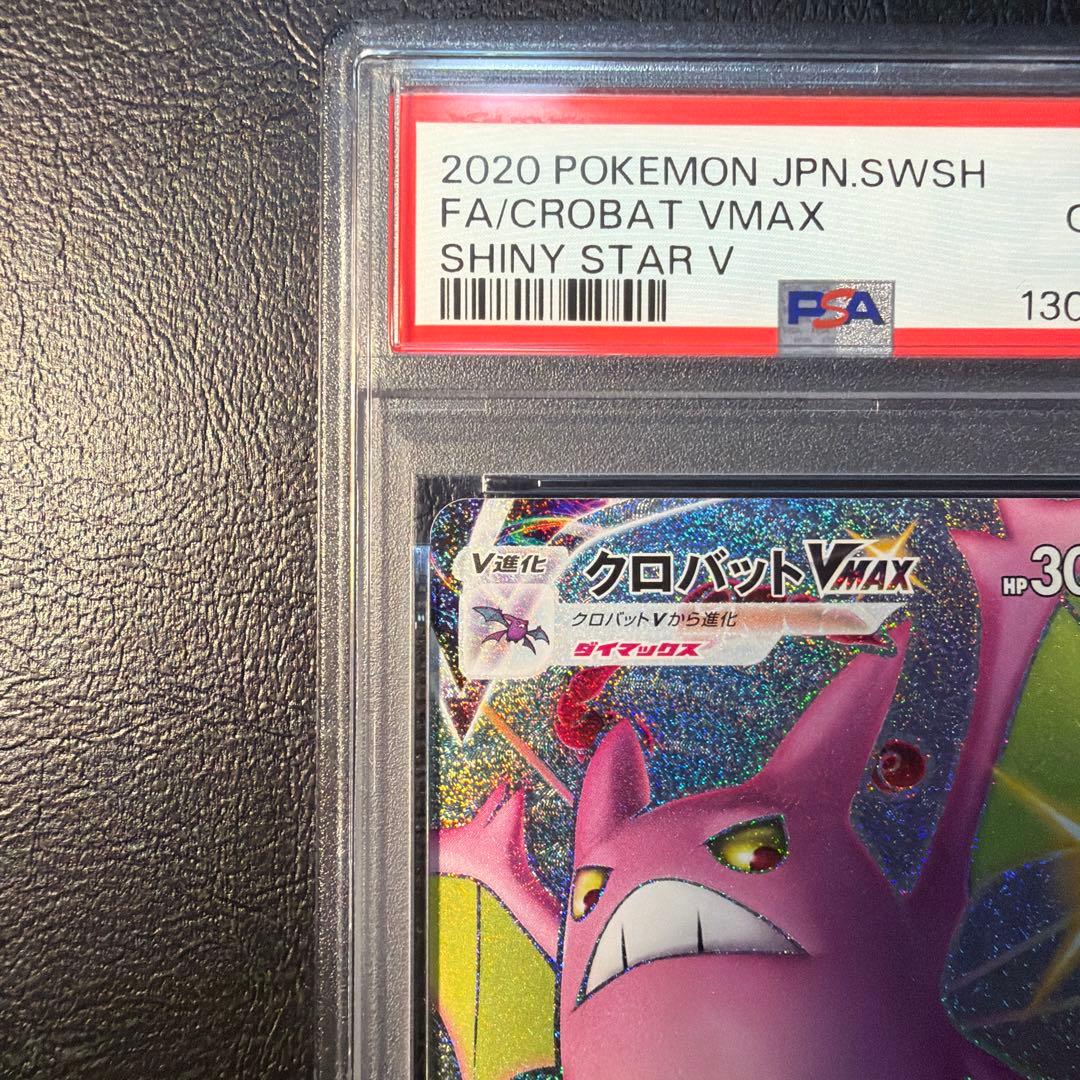 2020 POKEMON JPN.SWSH
FA/CROBAT VMAX
SHINY STAR V
PSA
130
V進化
クロバットVMAX
HP30
クロバットVから進化
ダイマックス